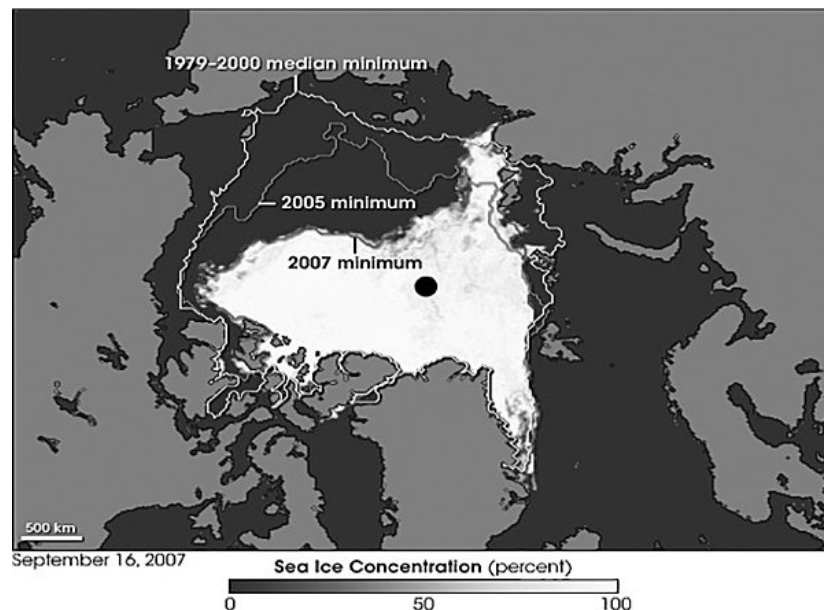 1979–2000 median minimum
2005 minimum
2007 minimum
500 km
September 16, 2007
Sea Ice Concentration (percent)
0 50 100